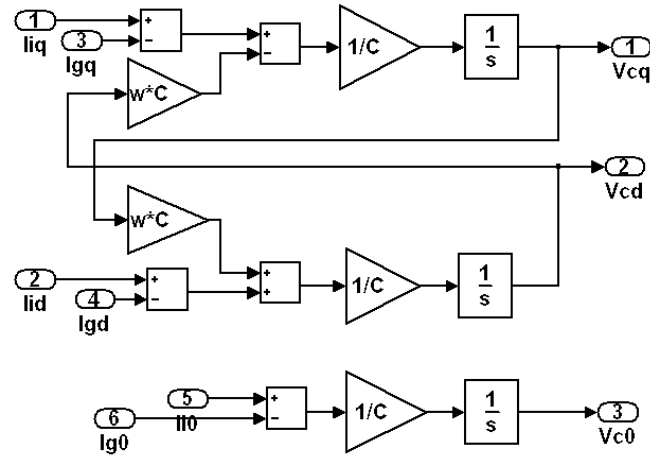 1
Iiq
3
Igq
+
−
+
−
1/C
1
s
1
Vcq
w*C
2
Vcd
w*C
2
Iid
4
Igd
+
−
+
+
1/C
1
s
5
Il0
6
Ig0
+
−
1/C
1
s
3
Vc0